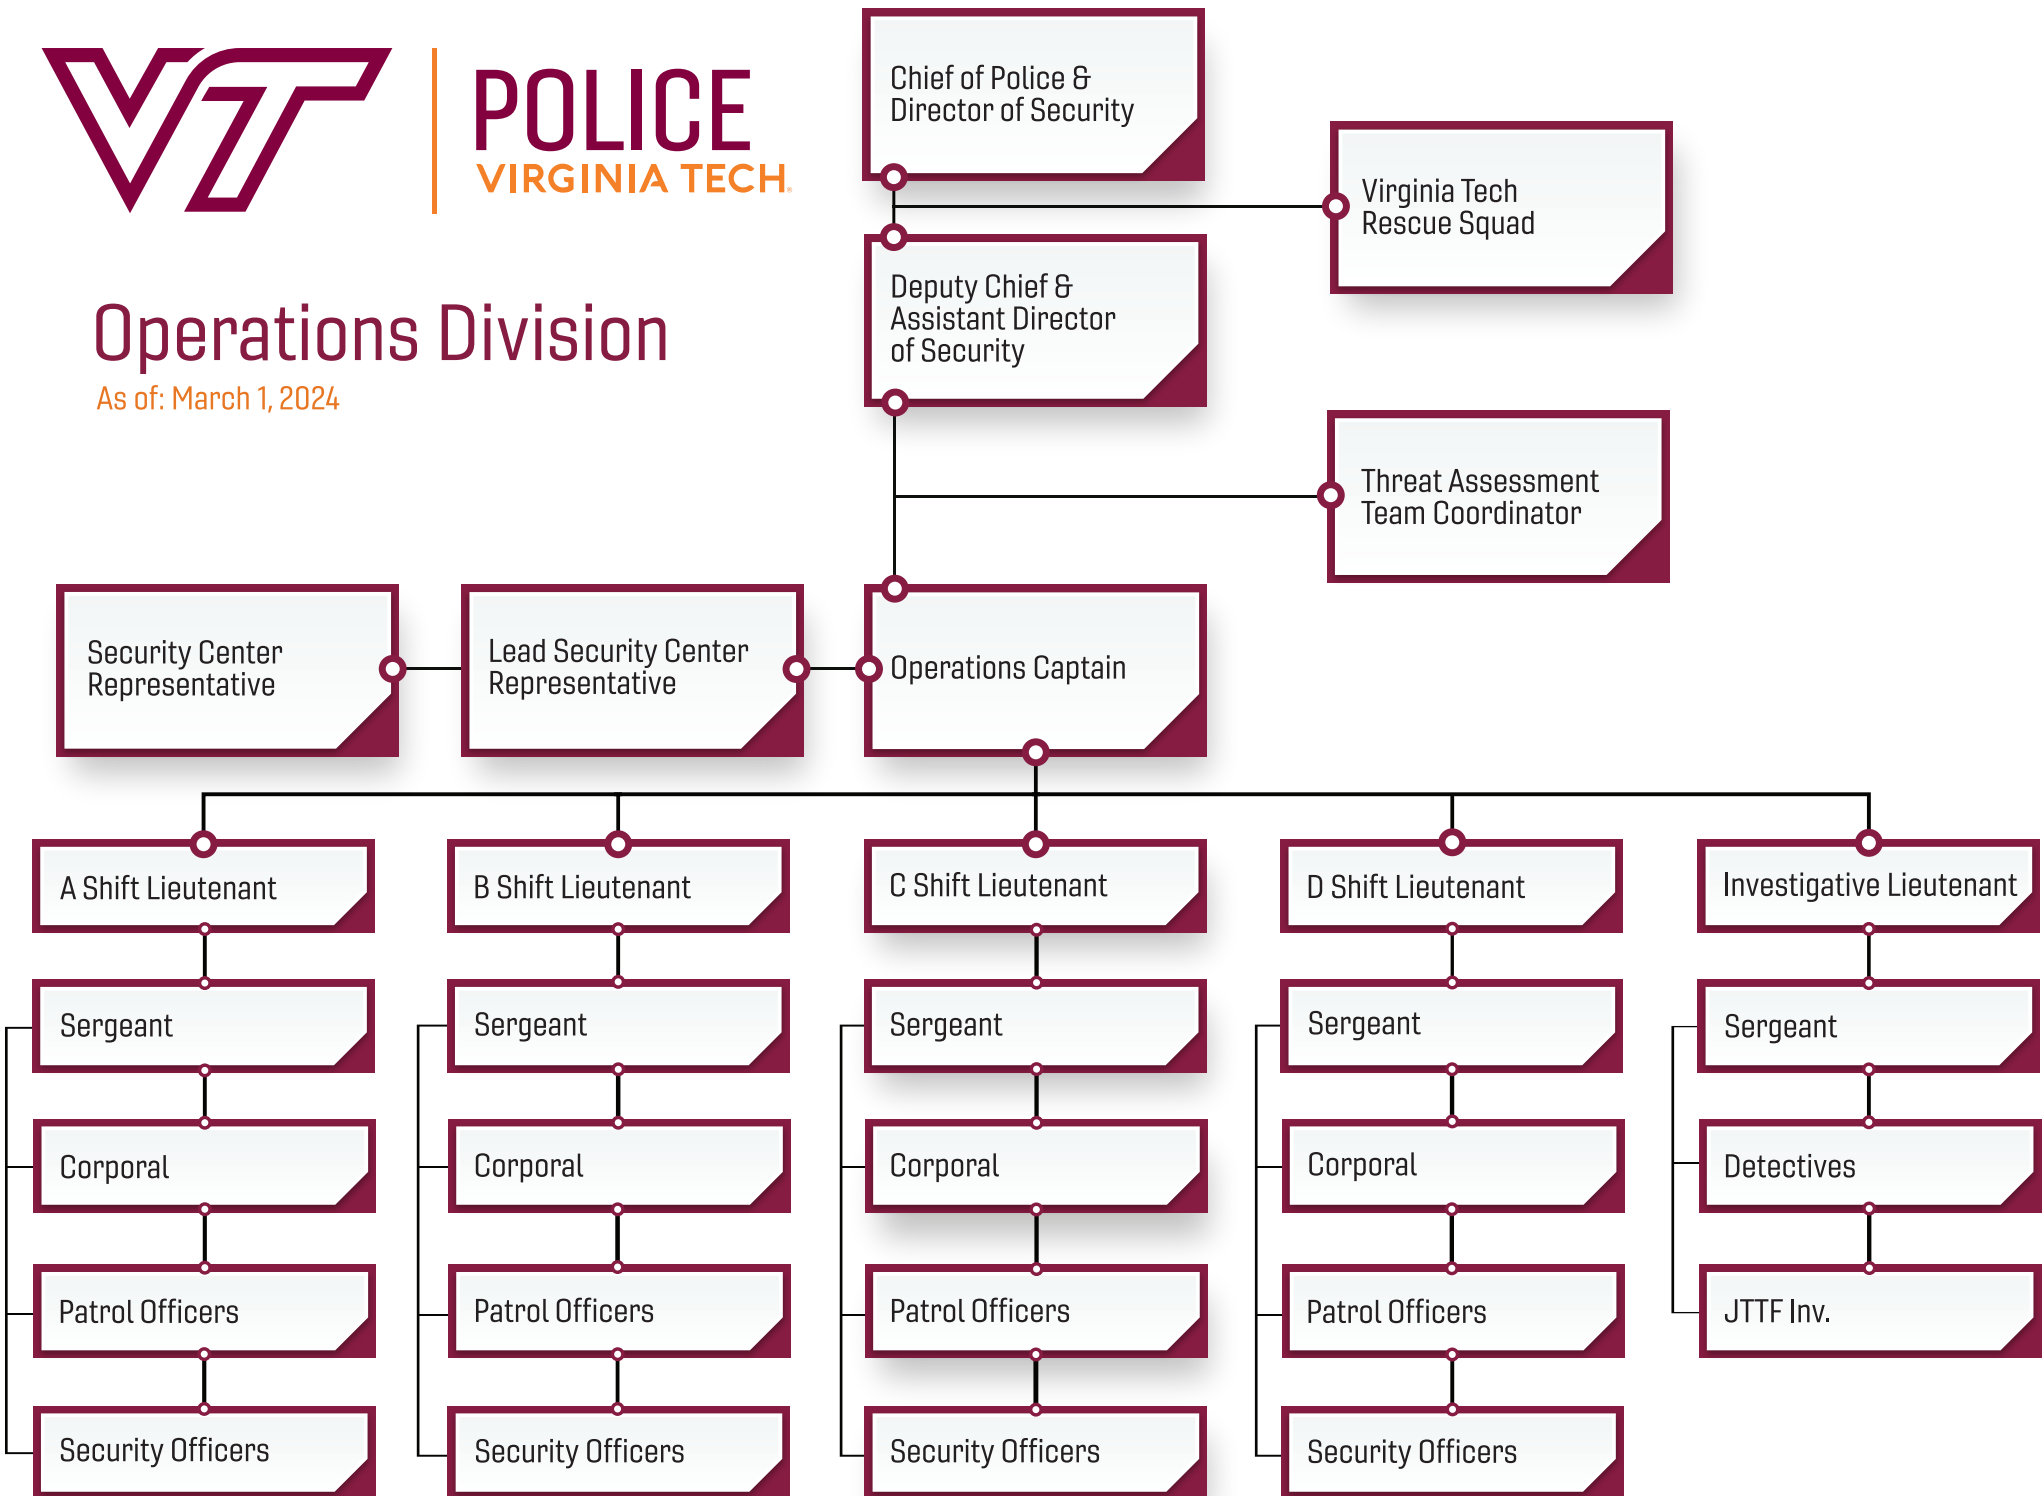 VT
POLICE
VIRGINIA TECH
Operations Division
As of: March 1, 2024
Chief of Police &
Director of Security
Virginia Tech
Rescue Squad
Deputy Chief &
Assistant Director
of Security
Threat Assessment
Team Coordinator
Security Center
Representative
Lead Security Center
Representative
Operations Captain
A Shift Lieutenant
Sergeant
Corporal
Patrol Officers
Security Officers
B Shift Lieutenant
Sergeant
Corporal
Patrol Officers
Security Officers
C Shift Lieutenant
Sergeant
Corporal
Patrol Officers
Security Officers
D Shift Lieutenant
Sergeant
Corporal
Patrol Officers
Security Officers
Investigative Lieutenant
Sergeant
Detectives
JTTF Inv.